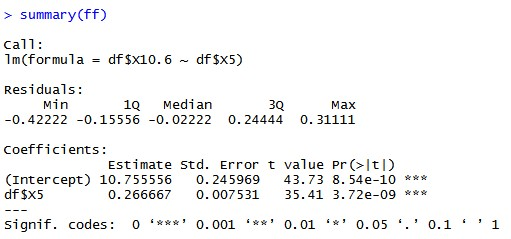 > summary(ff)
Call:
lm(formula = df$X10.6 ~ df$X5)
Residuals:
     Min       1Q   Median       3Q      Max
-0.42222 -0.15556 -0.02222  0.24444  0.31111
Coefficients:
            Estimate Std. Error t value Pr(>|t|)
(Intercept) 10.755556   0.245969   43.73 8.54e-10 ***
df$X5        0.266667   0.007531   35.41 3.72e-09 ***
---
Signif. codes:  0 ‘***’ 0.001 ‘**’ 0.01 ‘*’ 0.05 ‘.’ 0.1 ‘ ’ 1